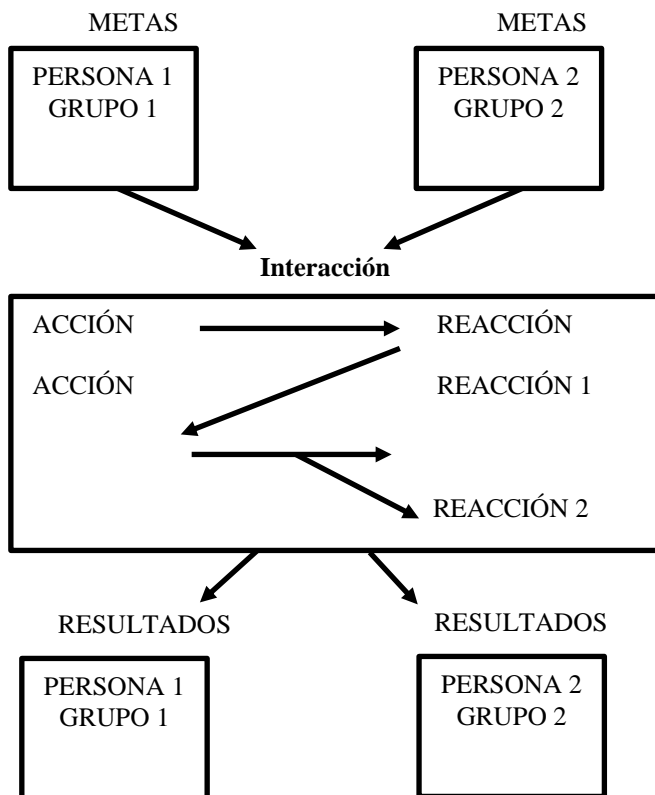 METAS
METAS
PERSONA 1
GRUPO 1
PERSONA 2
GRUPO 2
Interacción
ACCIÓN
REACCIÓN
ACCIÓN
REACCIÓN 1
REACCIÓN 2
RESULTADOS
RESULTADOS
PERSONA 1
GRUPO 1
PERSONA 2
GRUPO 2